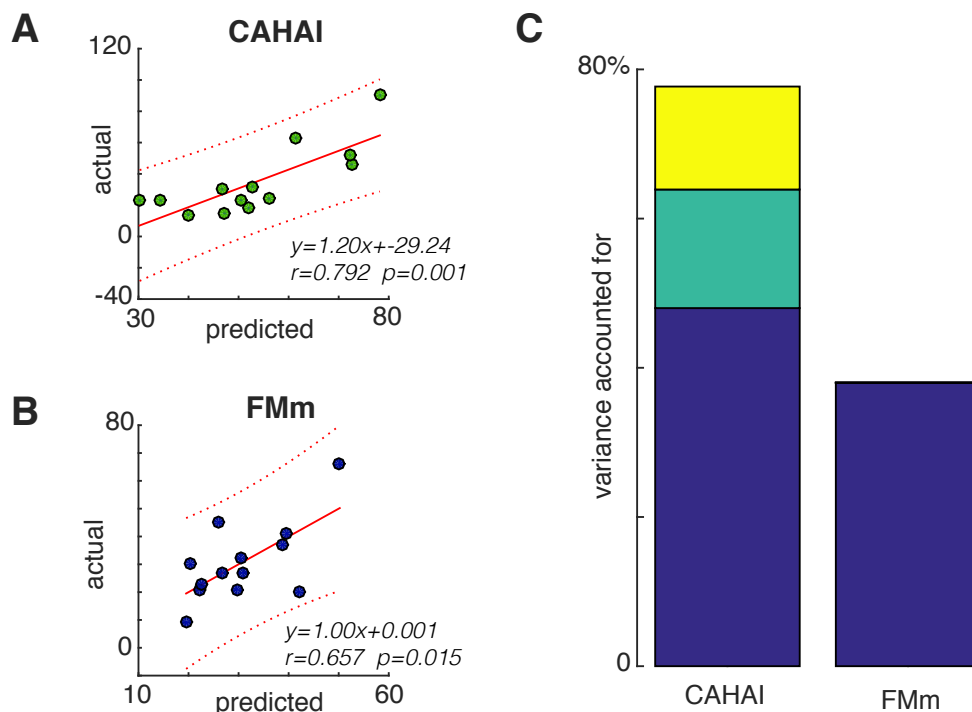 A
CAHAI
120
actual
0
-40
y=1.20x+-29.24
r=0.792 p=0.001
30
predicted
80
B
FMm
80
actual
0
y=1.00x+0.001
r=0.657 p=0.015
10
predicted
60
C
80%
variance accounted for
0
CAHAI
FMm